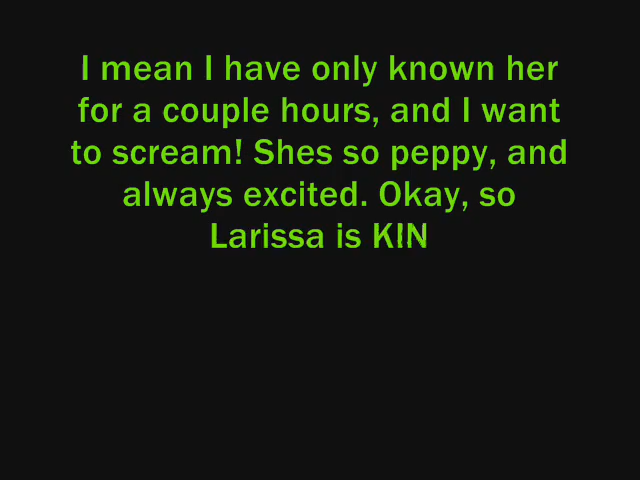 I mean I have only known her
for a couple hours, and I want
to scream! Shes so peppy, and
always excited. Okay, so
Larissa is KIN